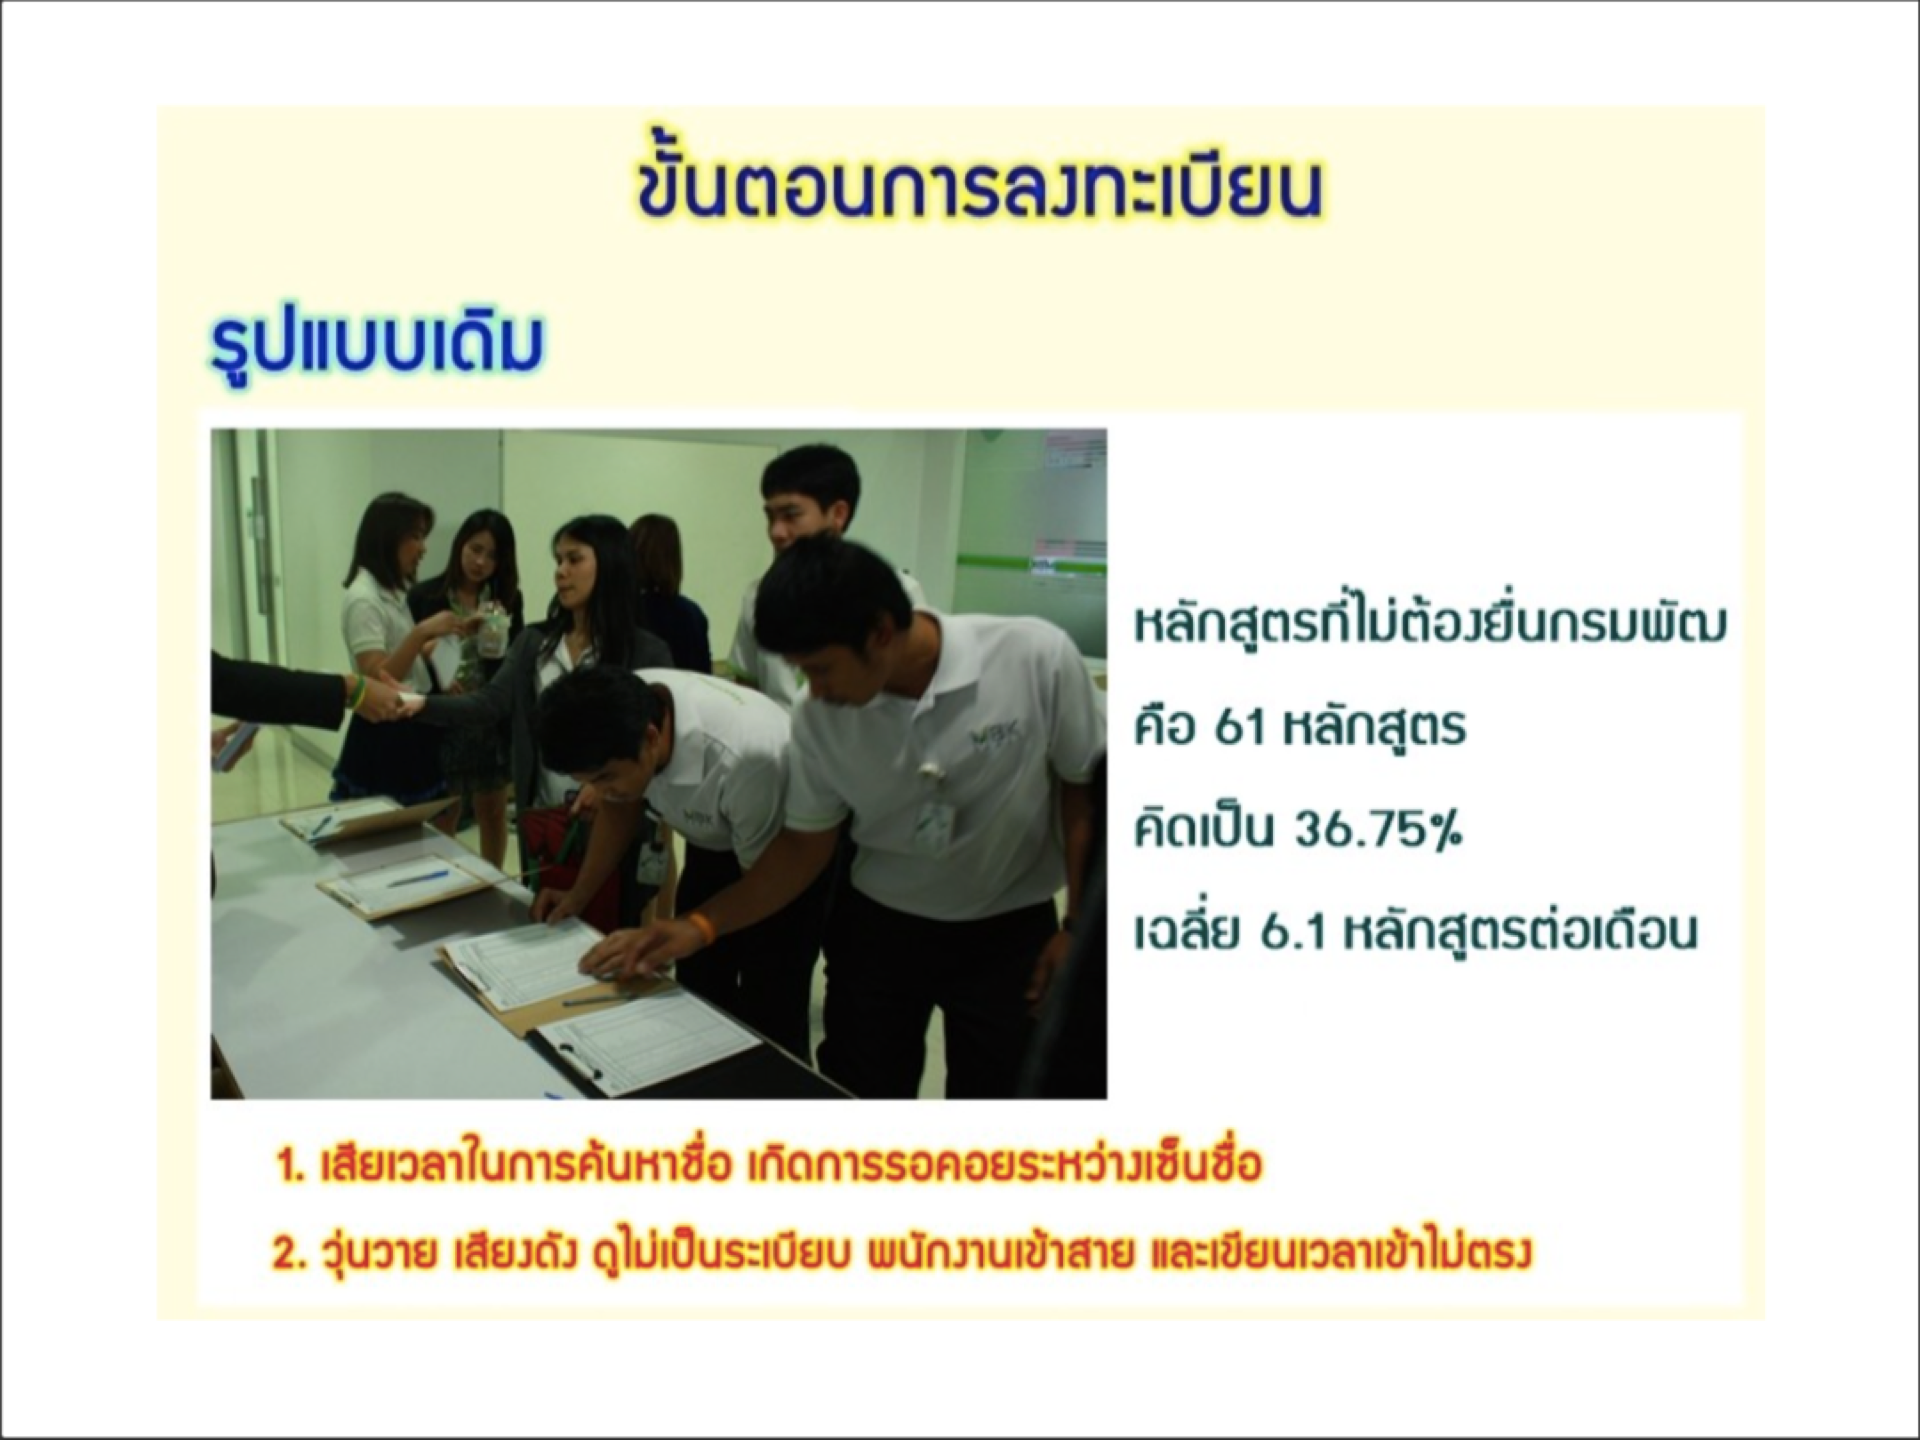 ขั้นตอนการลงทะเบียน
รูปแบบเดิม
หลักสูตรที่ไม่ต้องยื่นกรมพัฒ
คือ 61 หลักสูตร
คิดเป็น 36.75%
เฉลี่ย 6.1 หลักสูตรต่อเดือน
MBK
MBK
1. เสียเวลาในการค้นหาชื่อ เกิดการรอคอยระหว่างเซ็นชื่อ
2. วุ่นวาย เสียงดัง ดูไม่เป็นระเบียบ พนักงานเข้าสาย และเขียนเวลาเข้าไม่ตรง